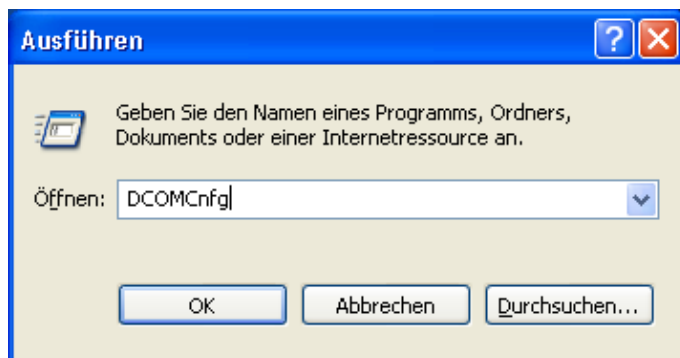 Ausführen
Geben Sie den Namen eines Programms, Ordners,
Dokuments oder einer Internetressource an.
Öffnen: DCOMCnfg
OK Abbrechen Durchsuchen...